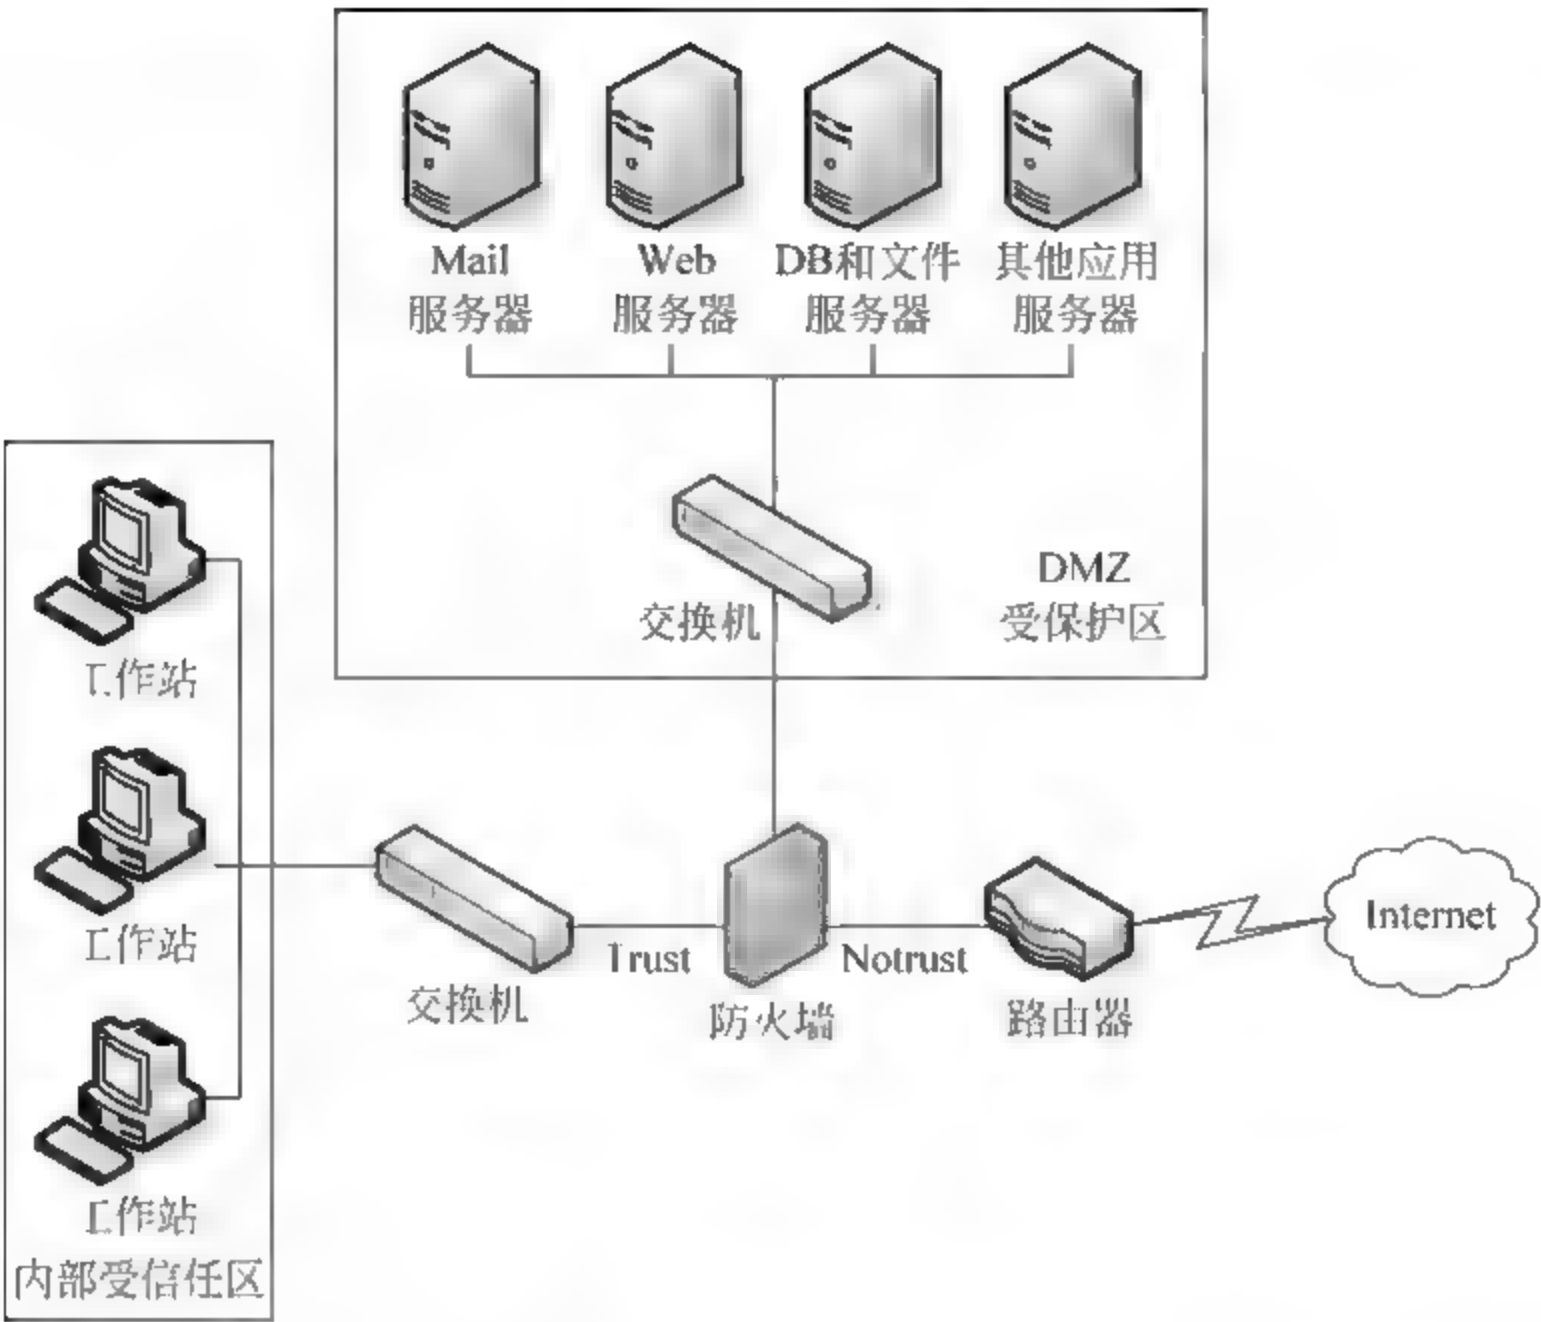 Mail
服务器
Web
服务器
DB和文件
服务器
其他应用
服务器
交换机
DMZ
受保护区
工作站
工作站
工作站
内部受信任区
交换机
Trust
防火墙
Notrust
路由器
Internet